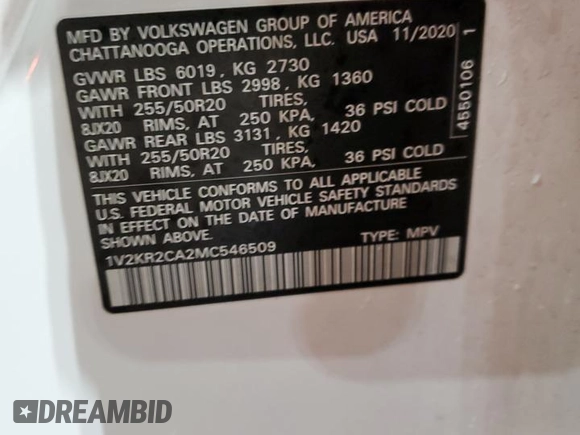 MFD BY VOLKSWAGEN GROUP OF AMERICA
CHATTANOOGA OPERATIONS, LLC. USA 11/2020
GVWR LBS 6019, KG 2730
GAWR FRONT LBS 2998, KG 1360
WITH 255/50R20 TIRES,
8JX20 RIMS, AT 250 KPA, 36 PSI COLD
GAWR REAR LBS 3131, KG 1420
WITH 255/50R20 TIRES,
8JX20 RIMS, AT 250 KPA, 36 PSI COLD
THIS VEHICLE CONFORMS TO ALL APPLICABLE
U.S. FEDERAL MOTOR VEHICLE SAFETY STANDARDS
IN EFFECT ON THE DATE OF MANUFACTURE
SHOWN ABOVE
1V2KR2CA2MC546509 TYPE: MPV
4550106 1
DREAMBID